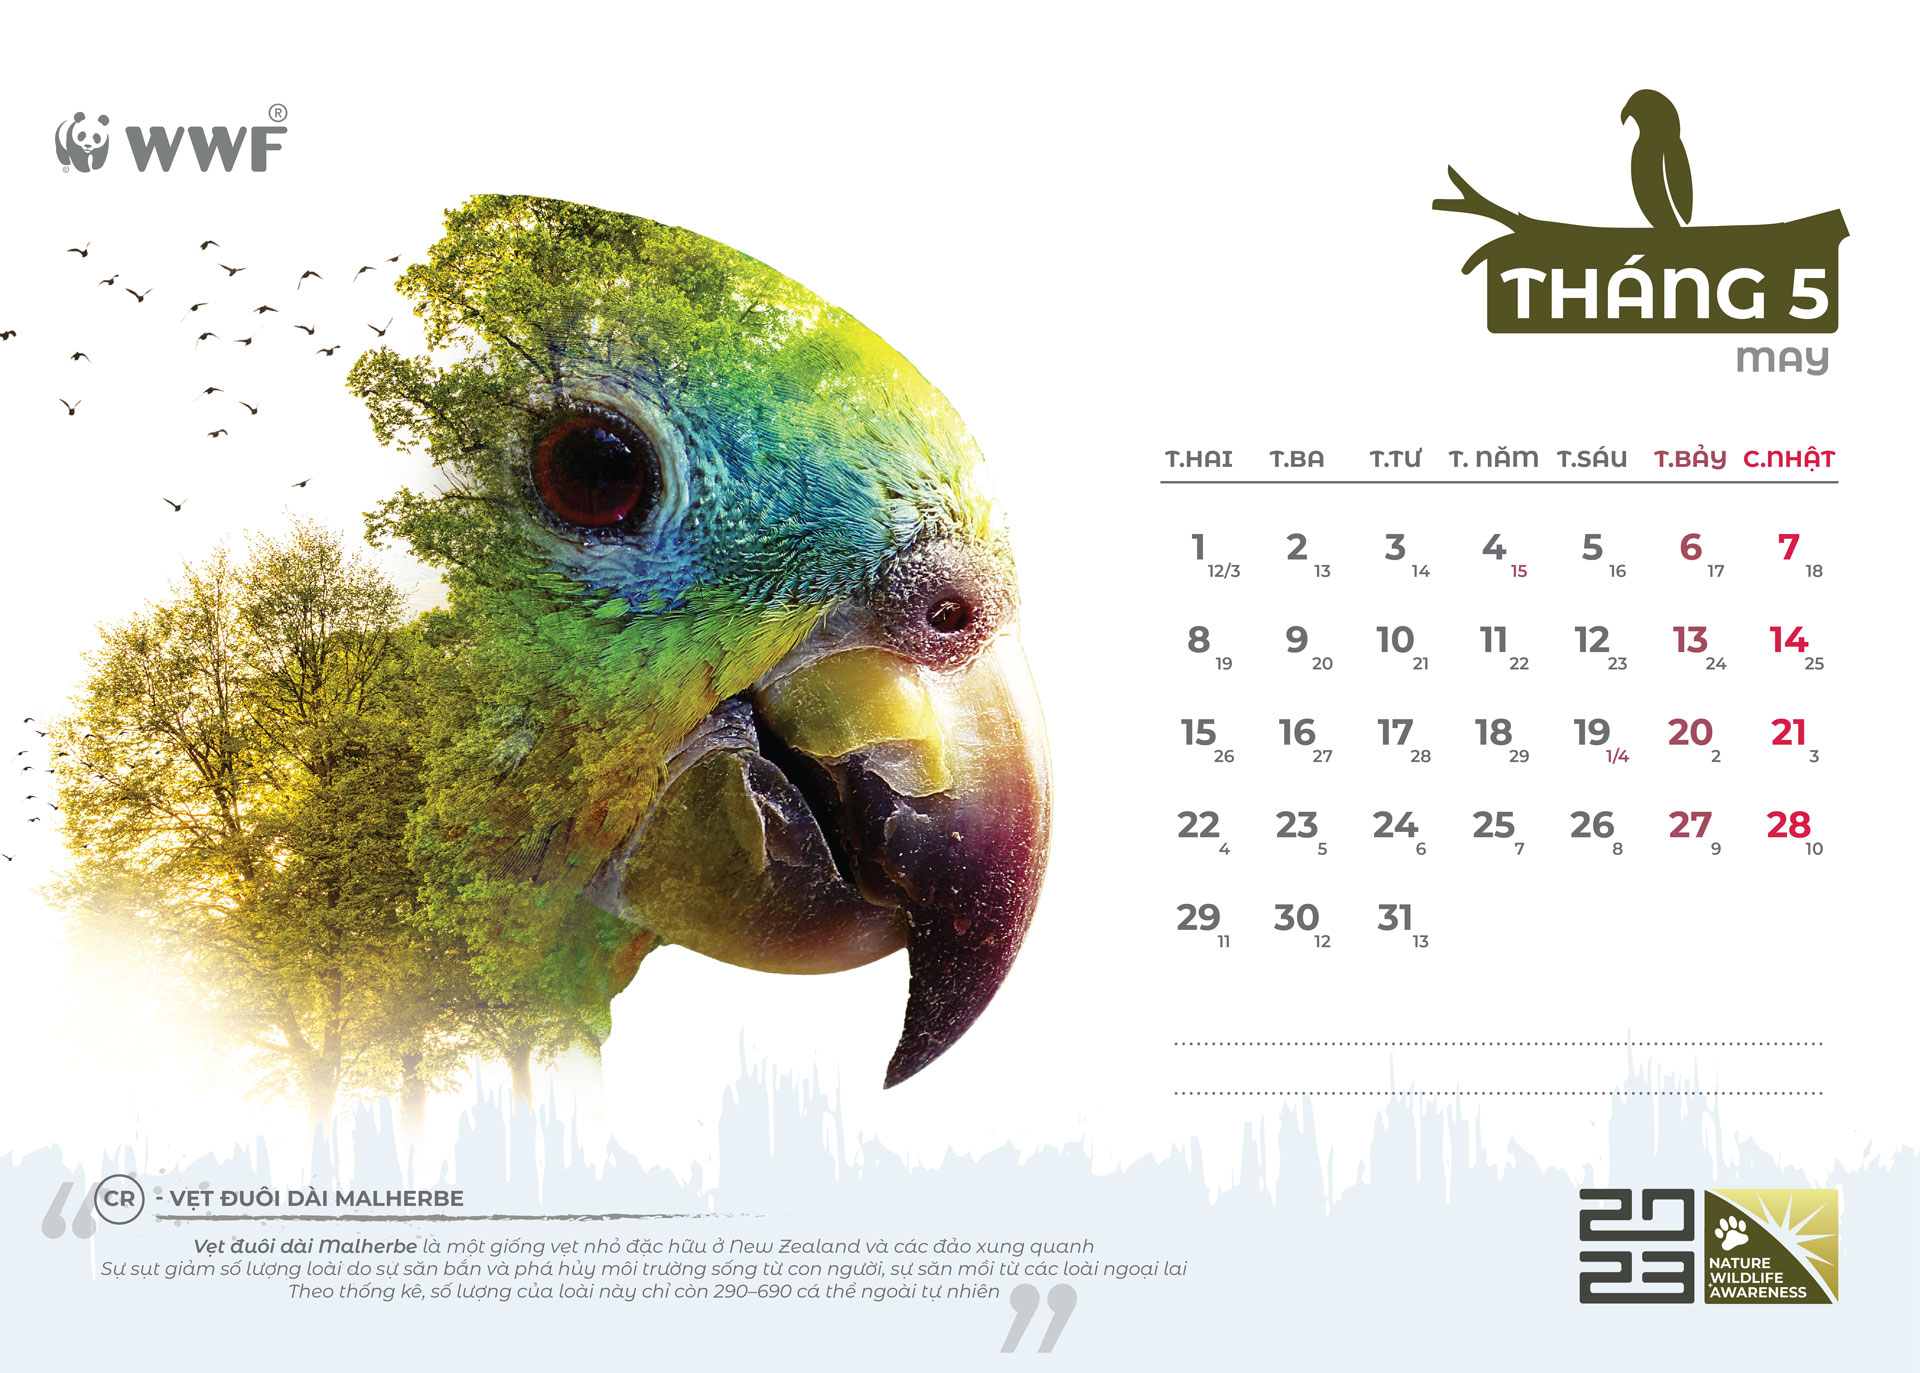 WWF®
©
THÁNG 5
MAY
T.HAI T.BA T.TƯ T. NĂM T.SÁU T.BẢY C.NHẬT
1 2 3 4 5 6 7
12/3 13 14 15 16 17 18
8 9 10 11 12 13 14
19 20 21 22 23 24 25
15 16 17 18 19 20 21
26 27 28 29 1/4 2 3
22 23 24 25 26 27 28
4 5 6 7 8 9 10
29 30 31
11 12 13
“
CR - VẸT ĐUÔI DÀI MALHERBE
Vẹt đuôi dài Malherbe là một giống vẹt nhỏ đặc hữu ở New Zealand và các đảo xung quanh
Sự sụt giảm số lượng loài do sự săn bắn và phá hủy môi trường sống từ con người, sự săn mồi từ các loài ngoại lai
Theo thống kê, số lượng của loài này chỉ còn 290–690 cá thể ngoài tự nhiên
”
2023
NATURE
WILDLIFE
+ AWARENESS